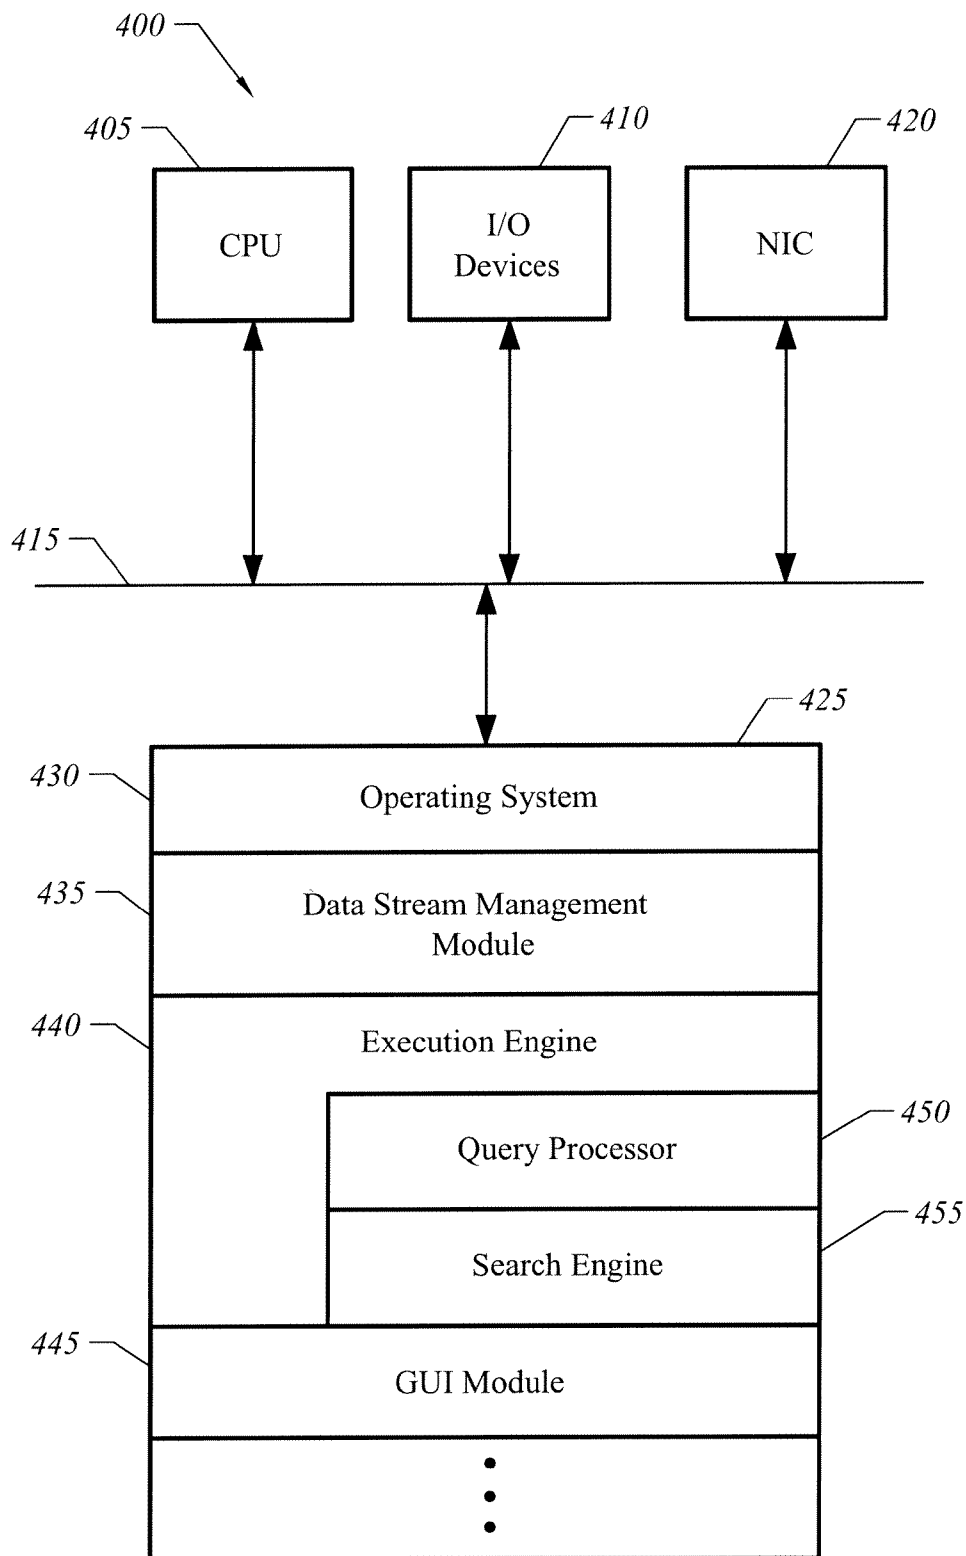 400
405
410
420
CPU
I/O
Devices
NIC
415
425
430
Operating System
435
Data Stream Management
Module
440
Execution Engine
450
Query Processor
455
Search Engine
445
GUI Module